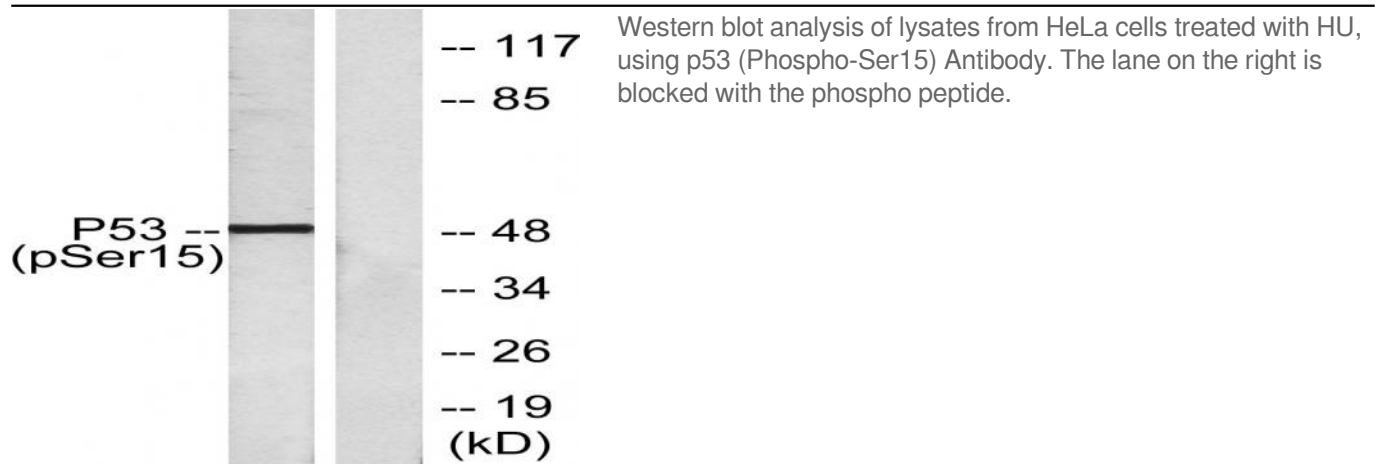 -- 117
-- 85
P53 --
(pSer15)
-- 48
-- 34
-- 26
-- 19
(kD)
Western blot analysis of lysates from HeLa cells treated with HU,
using p53 (Phospho-Ser15) Antibody. The lane on the right is
blocked with the phospho peptide.